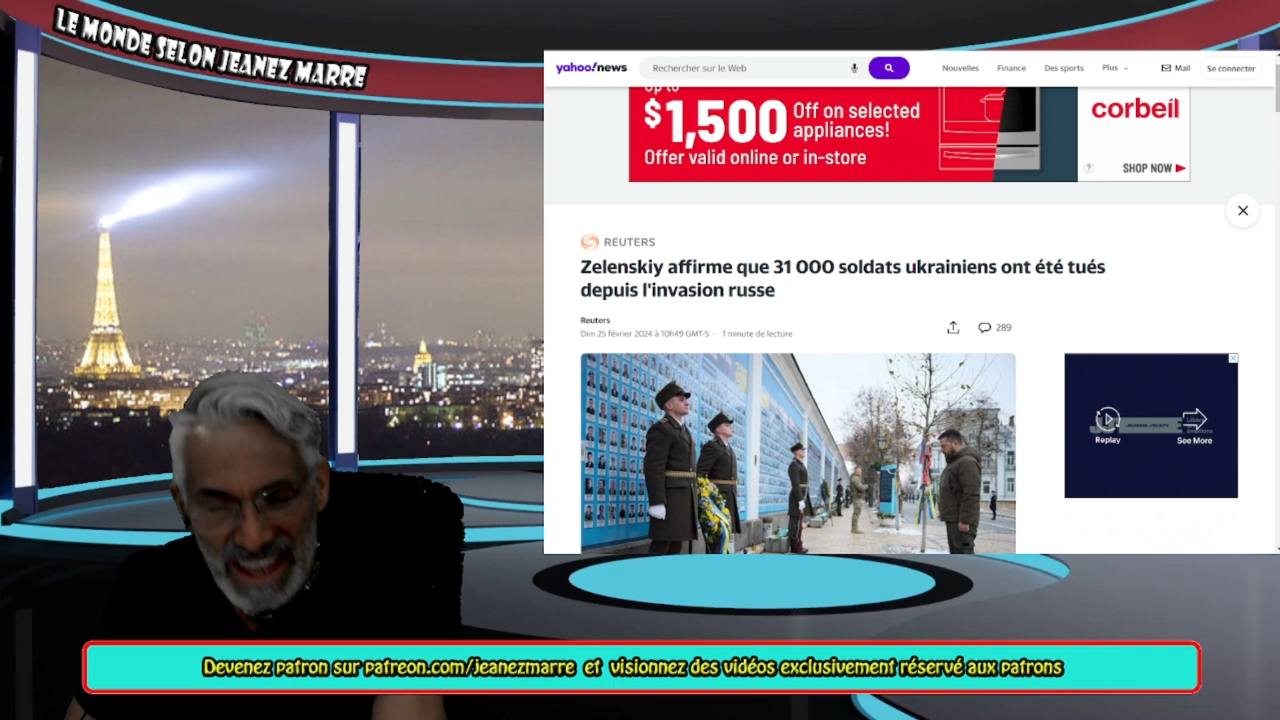 LE MONDE SELON JEANEZ MARRE
yahoo!news
Rechercher sur le Web
Nouvelles
Finance
Des sports
Plus
Mail
Se connecter
Up to
$1,500
Off on selected
appliances!
Offer valid online or in-store
corbeil
SHOP NOW
REUTERS
Zelenskiy affirme que 31 000 soldats ukrainiens ont été tués
depuis l'invasion russe
Reuters
Dim 25 février 2024 à 10h49 GMT-5 · 1 minute de lecture
289
Replay
See More
Devenez patron sur patreon.com/jeanezmarre et visionnez des vidéos exclusivement réservé aux patrons